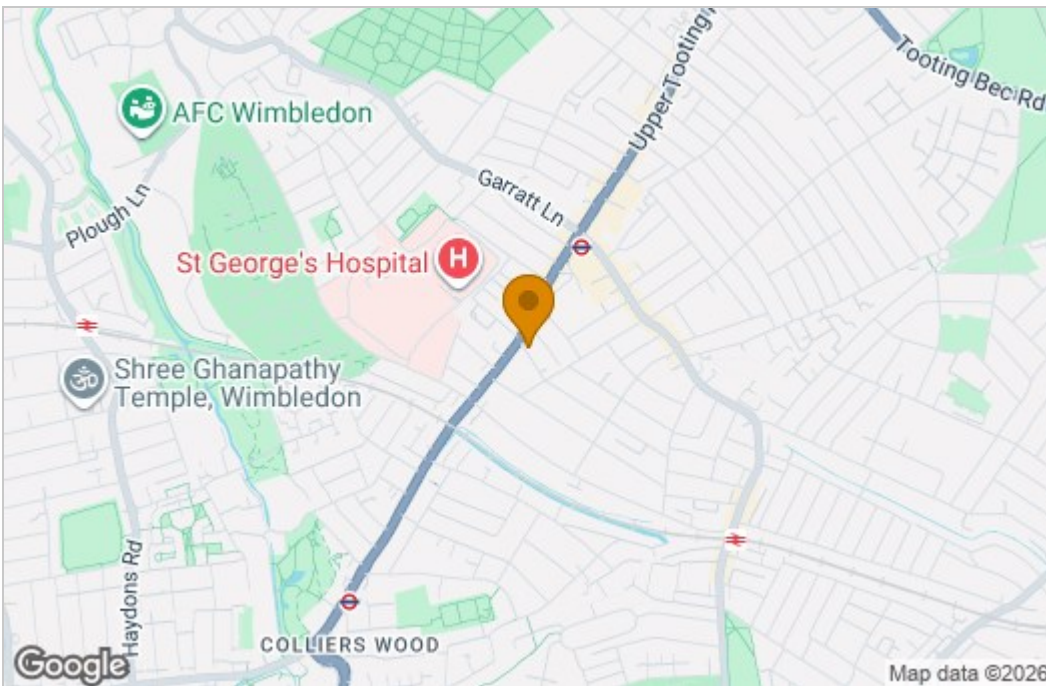 Upper Tooting
Tooting Bec Rd
AFC Wimbledon
Garratt Ln
Plough Ln
St George's Hospital
H
Shree Ghanapathy
Temple, Wimbledon
Haydons Rd
COLLIERS WOOD
Google
Map data ©2026